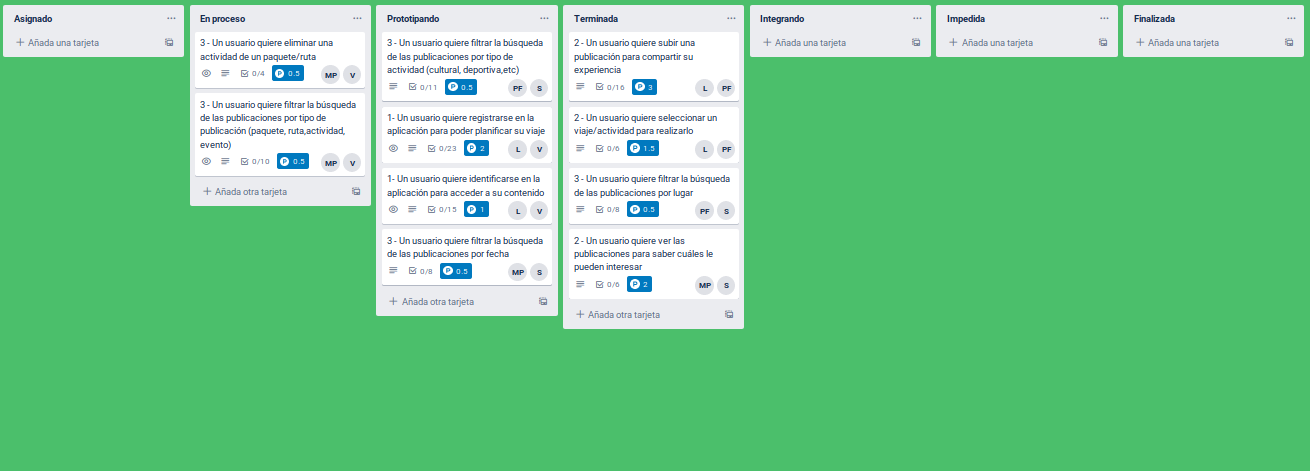 Asignado
Añada una tarjeta
En proceso
3 - Un usuario quiere eliminar una
actividad de un paquete/ruta
0/4 P 0.5 MP V
3 - Un usuario quiere filtrar la búsqueda
de las publicaciones por tipo de
publicación (paquete, ruta,actividad,
evento)
0/10 P 0.5 MP V
Añada otra tarjeta
Prototipando
3 - Un usuario quiere filtrar la búsqueda
de las publicaciones por tipo de
actividad (cultural, deportiva,etc)
0/11 P 0.5 PF S
1- Un usuario quiere registrarse en la
aplicación para poder planificar su viaje
0/23 P 2 L V
1- Un usuario quiere identificarse en la
aplicación para acceder a su contenido
0/15 P 1 L V
3 - Un usuario quiere filtrar la búsqueda
de las publicaciones por fecha
0/8 P 0.5 MP S
Añada otra tarjeta
Terminada
2 - Un usuario quiere subir una
publicación para compartir su
experiencia
0/16 P 3 L PF
2 - Un usuario quiere seleccionar un
viaje/actividad para realizarlo
0/6 P 1.5 L PF
3 - Un usuario quiere filtrar la búsqueda
de las publicaciones por lugar
0/8 P 0.5 PF S
2 - Un usuario quiere ver las
publicaciones para saber cuáles le
pueden interesar
0/6 P 2 MP S
Añada otra tarjeta
Integrando
Añada una tarjeta
Impedida
Añada una tarjeta
Finalizada
Añada una tarjeta